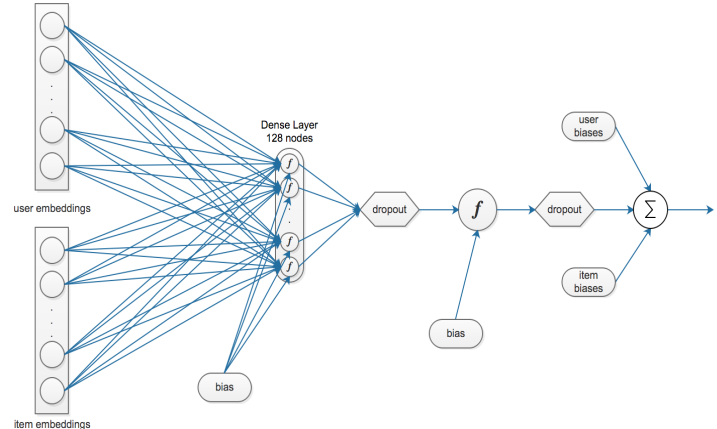 user embeddings
item embeddings
Dense Layer
128 nodes
f
f
f
f
bias
dropout
f
bias
dropout
user
biases
Σ
item
biases